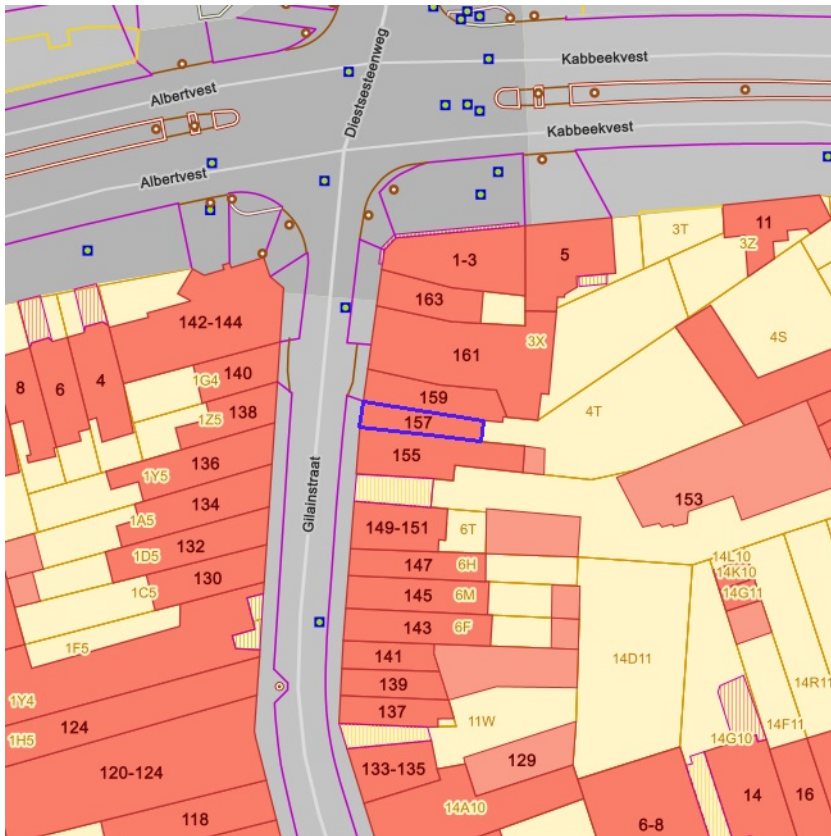 Kabbeekvest
Albertvest
Diestsesteenweg
Kabbeekvest
Albertvest
11
3T
3Z
1-3
5
163
142-144
3X
4S
161
8
6
4
140
1G4
159
138
1Z5
4T
157
155
136
1Y5
153
134
1A5
Gilainstraat
149-151
6T
132
1D5
14L10
147
6H
14K10
130
1C5
145
6M
14G11
143
6F
1F5
141
14D11
139
14R11
1Y4
137
11W
14F11
124
1H5
14G10
129
120-124
133-135
14
16
14A10
118
6-8